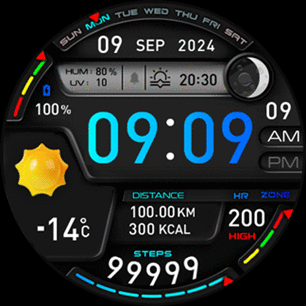 SUN MON TUE WED THU FRI SAT
09 SEP 2024
HUM: 80 %
UV: 10
20:30
100%
09:09
09
AM
PM
-14°C
DISTANCE
100.00 KM
300 KCAL
HR ZONE
200
HIGH
STEPS
99999